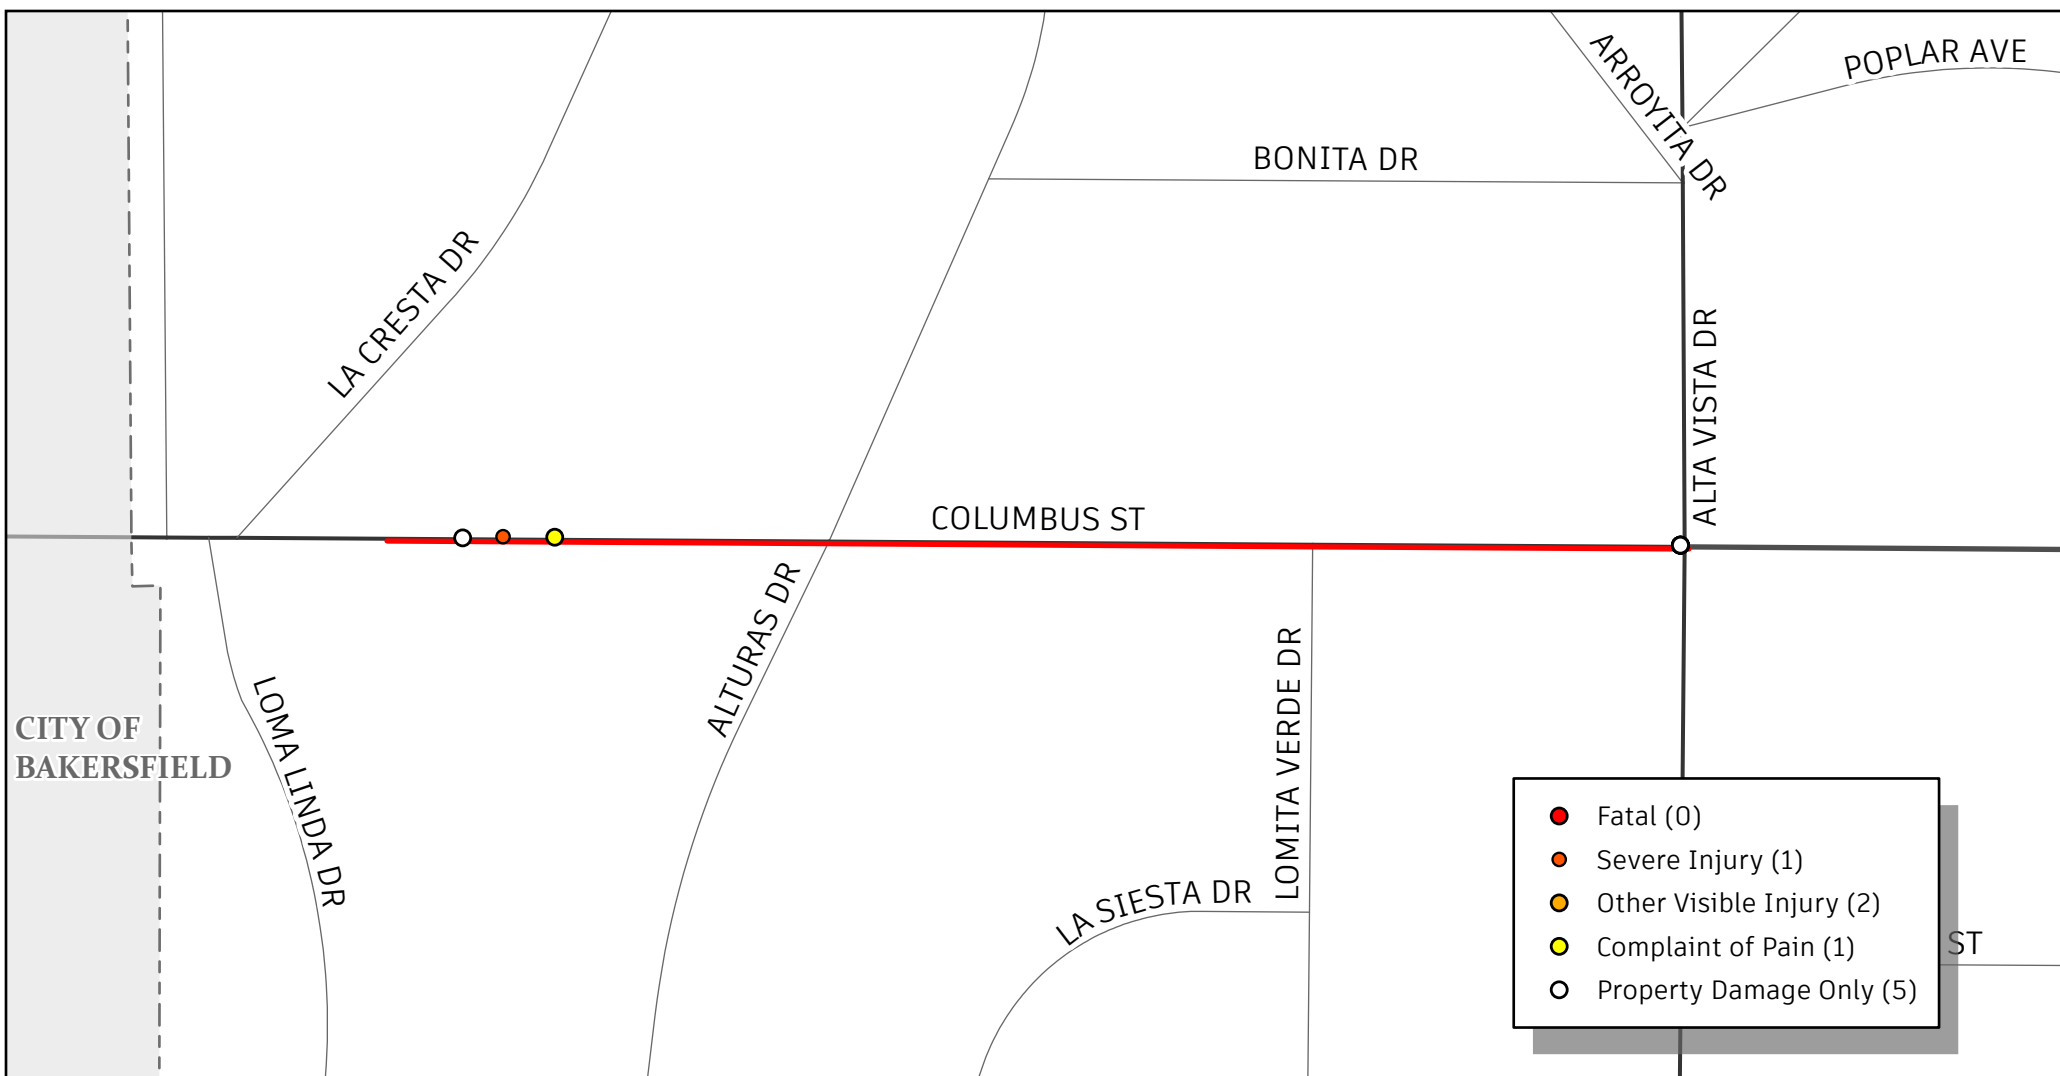 POPLAR AVE
ARROYITA DR
BONITA DR
LA CRESTA DR
ALTA VISTA DR
COLUMBUS ST
ALTURAS DR
LOMITA VERDE DR
LOMA LINDA DR
CITY OF
BAKERSFIELD
LA SIESTA DR
ST
Fatal (0)
Severe Injury (1)
Other Visible Injury (2)
Complaint of Pain (1)
Property Damage Only (5)